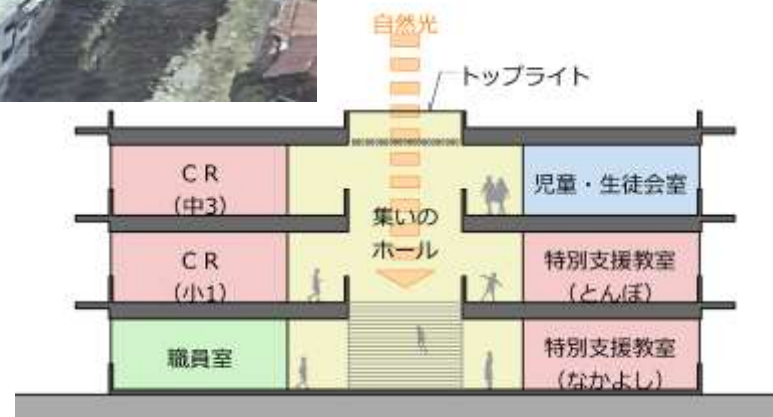 自然光
トップライト
CR
(中3)
児童・生徒会室
集いの
ホール
CR
(小1)
特別支援教室
(とんぼ)
職員室
特別支援教室
(なかよし)